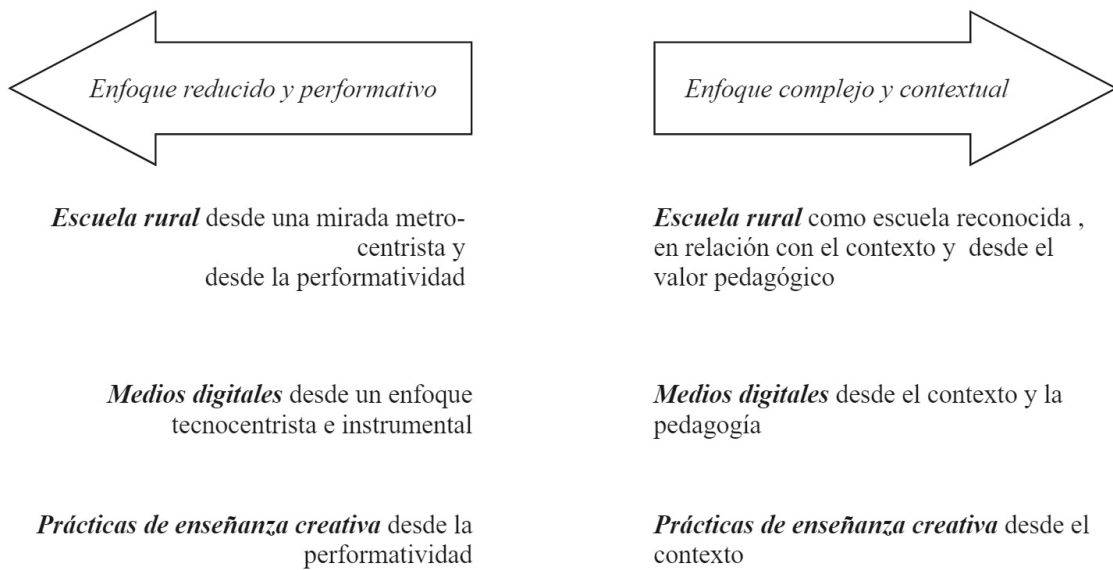 Enfoque reducido y performativo
Enfoque complejo y contextual
Escuela rural desde una mirada metro-
centrista y
desde la performatividad
Escuela rural como escuela reconocida ,
en relación con el contexto y  desde el
valor pedagógico
Medios digitales desde un enfoque
tecnocentrista e instrumental
Medios digitales desde el contexto y la
pedagogía
Prácticas de enseñanza creativa desde la
performatividad
Prácticas de enseñanza creativa desde el
contexto